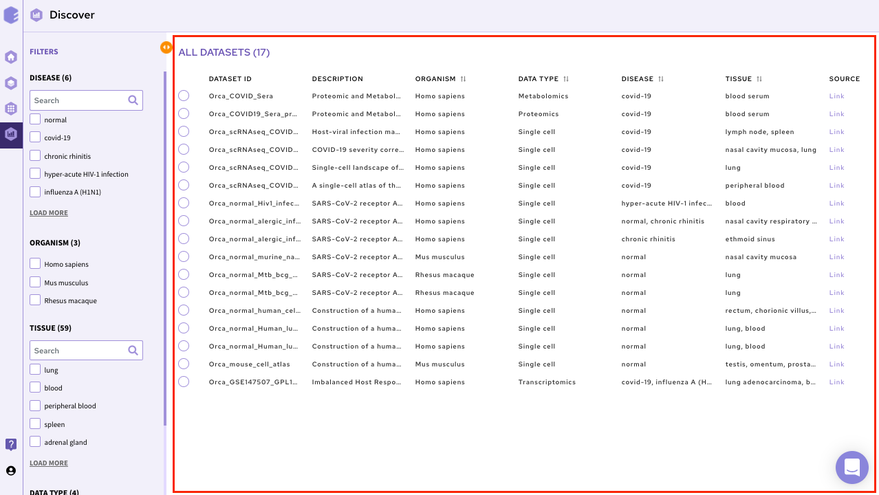 Discover
FILTERS
DISEASE (6)
Search
normal
covid-19
chronic rhinitis
hyper-acute HIV-1 infection
influenza A (H1N1)
LOAD MORE
ORGANISM (3)
Homo sapiens
Mus musculus
Rhesus macaque
TISSUE (59)
Search
lung
blood
peripheral blood
spleen
adrenal gland
LOAD MORE
DATA TYPE (4)
ALL DATASETS (17)
DATASET ID DESCRIPTION ORGANISM DATA TYPE DISEASE TISSUE SOURCE
Orca_COVID_Sera Proteomic and Metabol... Homo sapiens Metabolomics covid-19 blood serum Link
Orca_COVID19_Sera_pr... Proteomic and Metabol... Homo sapiens Proteomics covid-19 blood serum Link
Orca_scRNAseq_COVID... Host-viral infection ma... Homo sapiens Single cell covid-19 lymph node, spleen Link
Orca_scRNAseq_COVID... COVID-19 severity corre... Homo sapiens Single cell covid-19 nasal cavity mucosa, lung Link
Orca_scRNAseq_COVID... Single-cell landscape of... Homo sapiens Single cell covid-19 lung Link
Orca_scRNAseq_COVID... A single-cell atlas of th... Homo sapiens Single cell covid-19 peripheral blood Link
Orca_normal_Hiv1_infec... SARS-CoV-2 receptor A... Homo sapiens Single cell hyper-acute HIV-1 infec... blood Link
Orca_normal_alergic_inf... SARS-CoV-2 receptor A... Homo sapiens Single cell normal, chronic rhinitis nasal cavity respiratory ... Link
Orca_normal_alergic_inf... SARS-CoV-2 receptor A... Homo sapiens Single cell chronic rhinitis ethmoid sinus Link
Orca_normal_murine_na... SARS-CoV-2 receptor A... Mus musculus Single cell normal nasal cavity mucosa Link
Orca_normal_Mtb_bcg_... SARS-CoV-2 receptor A... Rhesus macaque Single cell normal lung Link
Orca_normal_Mtb_bcg_... SARS-CoV-2 receptor A... Rhesus macaque Single cell normal lung Link
Orca_normal_human_cel... Construction of a huma... Homo sapiens Single cell normal rectum, chorionic villus,... Link
Orca_normal_Human_lu... Construction of a huma... Homo sapiens Single cell normal lung, blood Link
Orca_normal_Human_lu... Construction of a huma... Homo sapiens Single cell normal lung, blood Link
Orca_mouse_cell_atlas Construction of a huma... Mus musculus Single cell normal testis, omentum, prosta... Link
Orca_GSE147507_GPL1... Imbalanced Host Respo... Homo sapiens Transcriptomics covid-19, influenza A (H... lung adenocarcinoma, b... Link